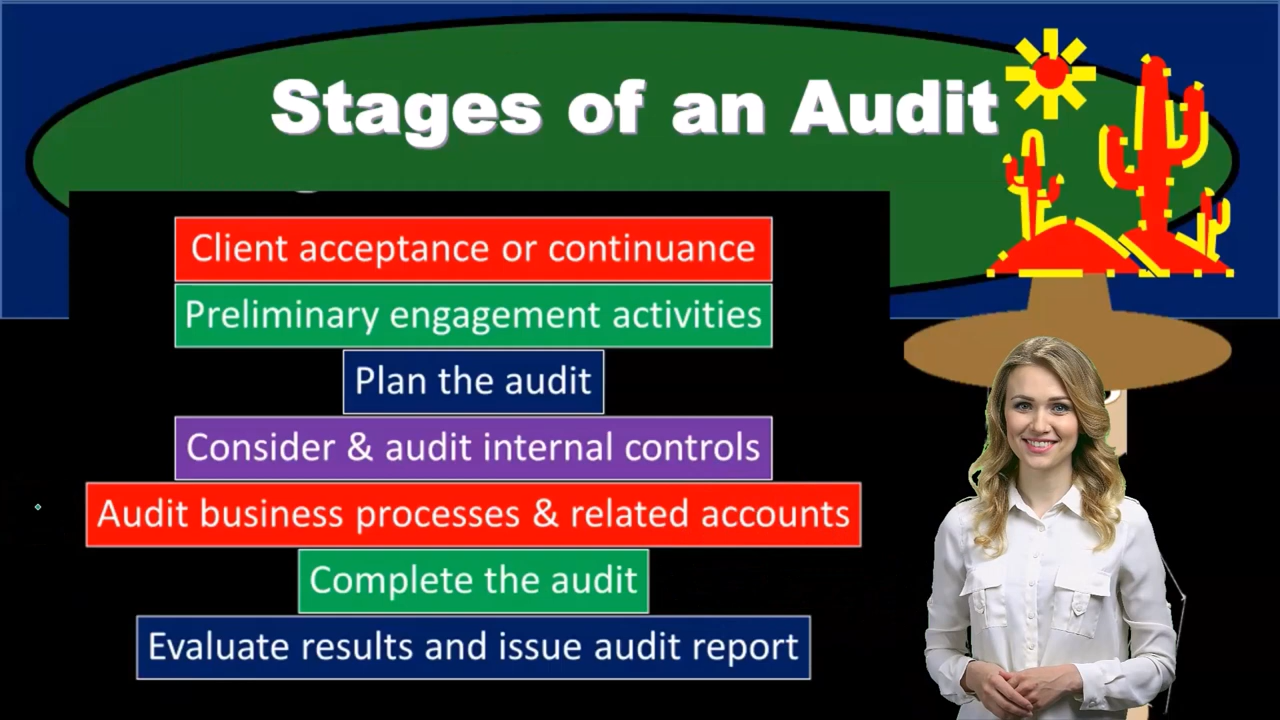 Stages of an Audit
Client acceptance or continuance
Preliminary engagement activities
Plan the audit
Consider & audit internal controls
Audit business processes & related accounts
Complete the audit
Evaluate results and issue audit report